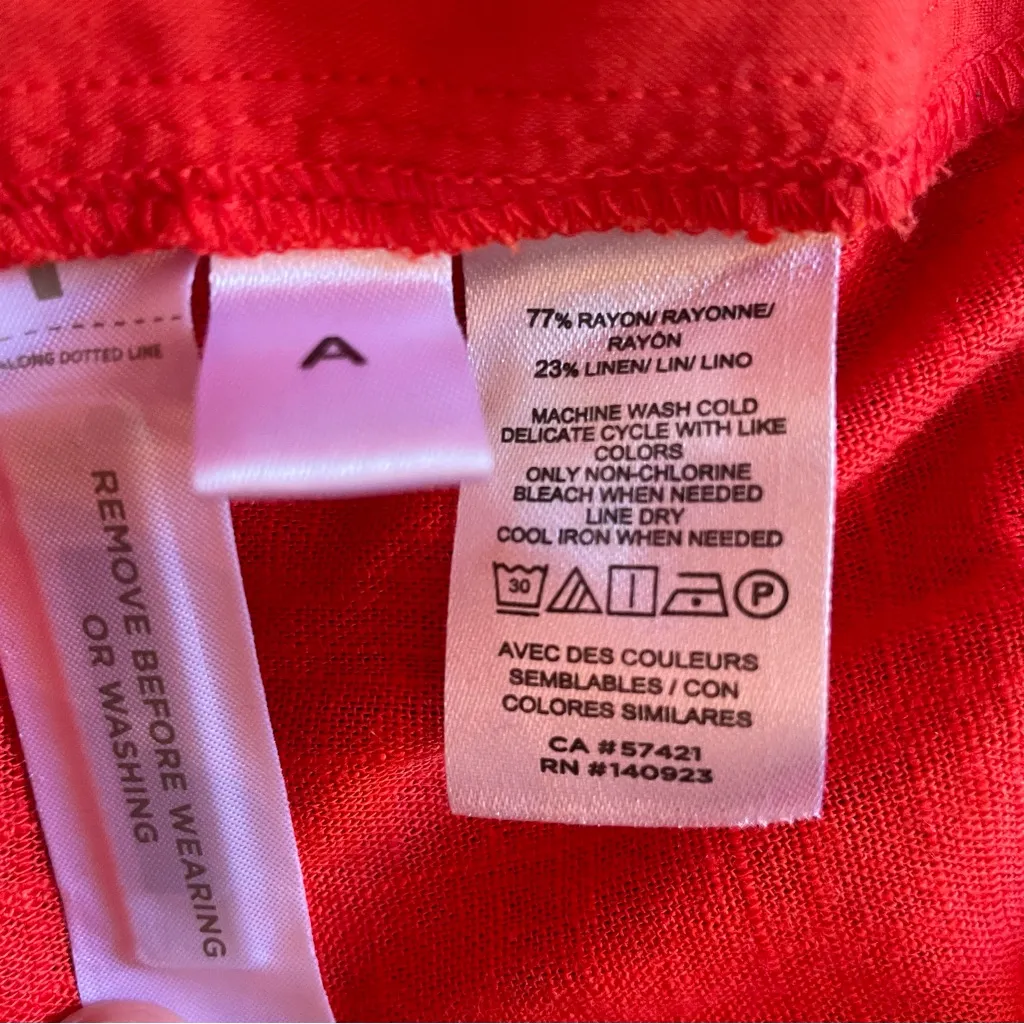 ALONG DOTTED LINE
REMOVE BEFORE WEARING
OR WASHING
A
77% RAYON/ RAYONNE/
RAYÓN
23% LINEN/ LIN/ LINO
MACHINE WASH COLD
DELICATE CYCLE WITH LIKE
COLORS
ONLY NON-CHLORINE
BLEACH WHEN NEEDED
LINE DRY
COOL IRON WHEN NEEDED
30
P
AVEC DES COULEURS
SEMBLABLES / CON
COLORES SIMILARES
CA #57421
RN #140923